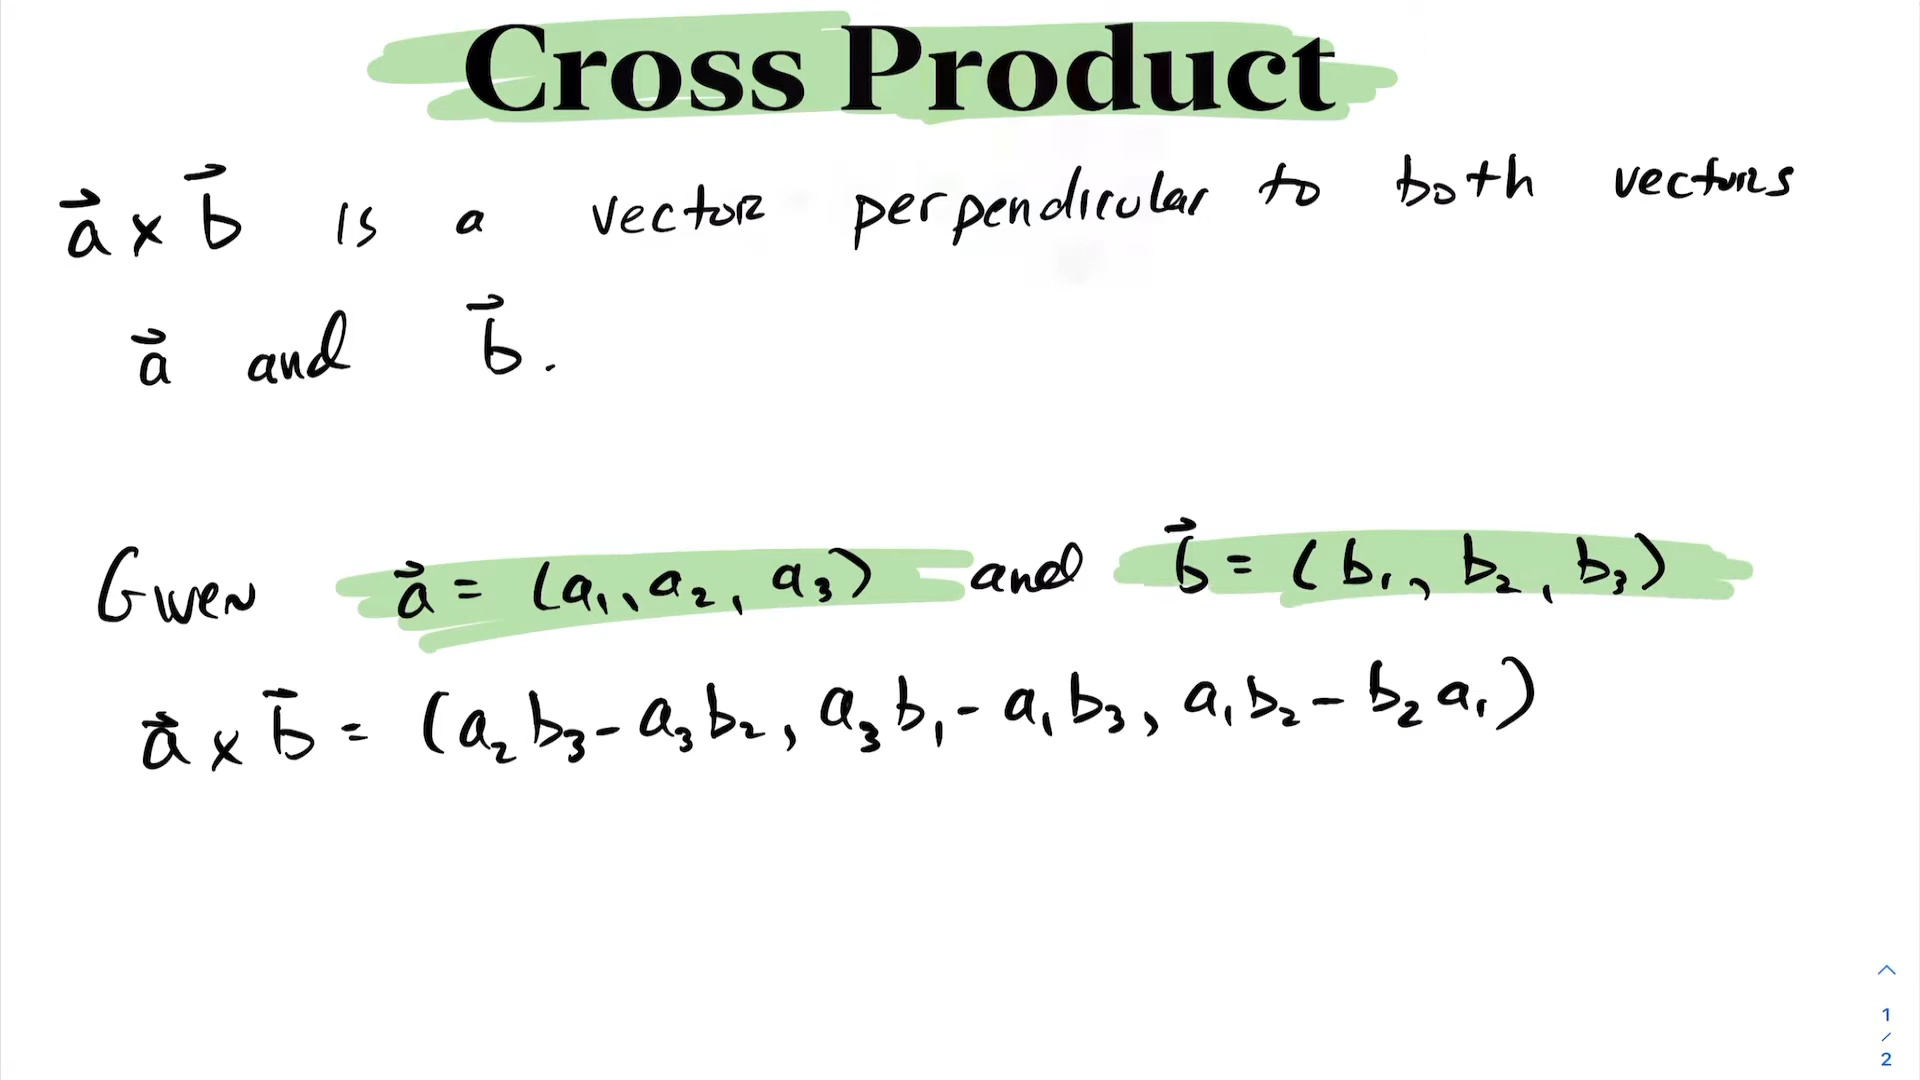 Cross Product
a⃗ × b⃗ is a vector perpendicular to both vectors
a⃗ and b⃗.
Given a⃗ = (a₁, a₂, a₃) and b⃗ = (b₁, b₂, b₃)
a⃗ × b⃗ = (a₂b₃ - a₃b₂, a₃b₁ - a₁b₃, a₁b₂ - b₂a₁)
1
/
2